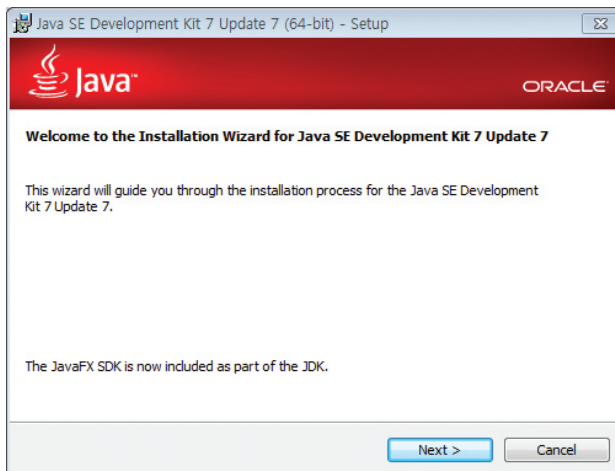 Java SE Development Kit 7 Update 7 (64-bit) - Setup
Java™
ORACLE®
Welcome to the Installation Wizard for Java SE Development Kit 7 Update 7
This wizard will guide you through the installation process for the Java SE Development
Kit 7 Update 7.
The JavaFX SDK is now included as part of the JDK.
Next >
Cancel